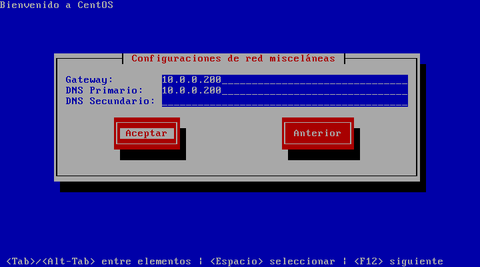 Bienvenido a CentOS
Configuraciones de red misceláneas
Gateway: 10.0.0.200
DNS Primario: 10.0.0.200
DNS Secundario:
Aceptar Anterior
<Tab>/<Alt-Tab> entre elementos ¦ <Espacio> seleccionar ¦ <F12> siguiente